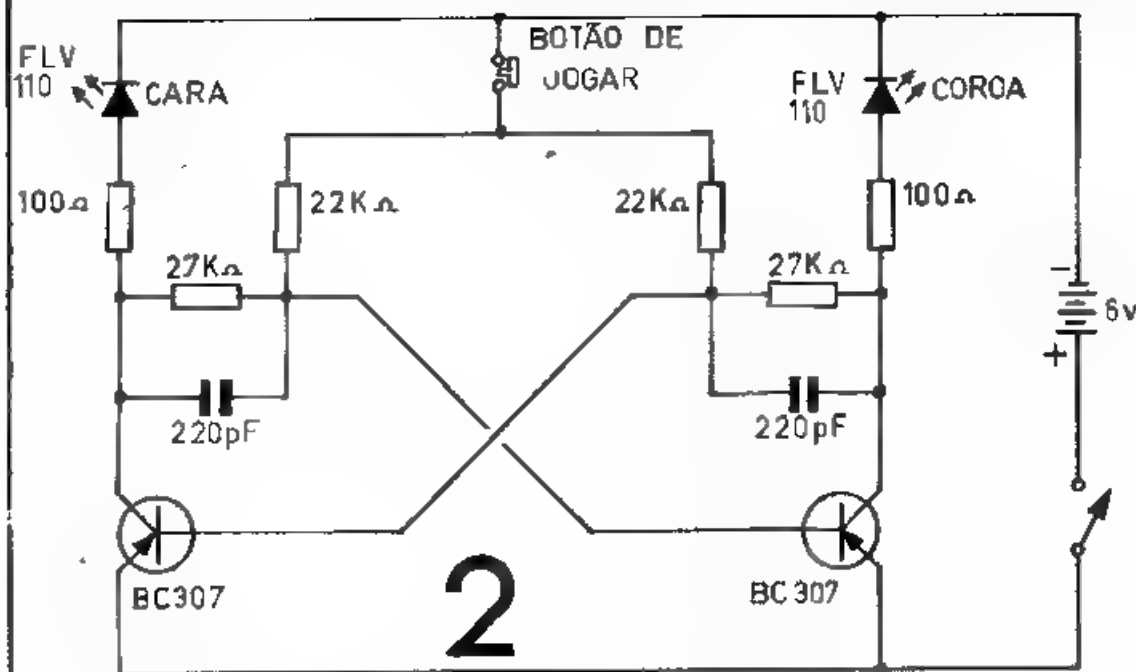 FLV
110
CARA
BOTÃO DE
JOGAR
FLV
110
COROA
100Ω
22KΩ
22KΩ
100Ω
27KΩ
27KΩ
-
6v
+
220pF
220pF
BC307
2
BC307